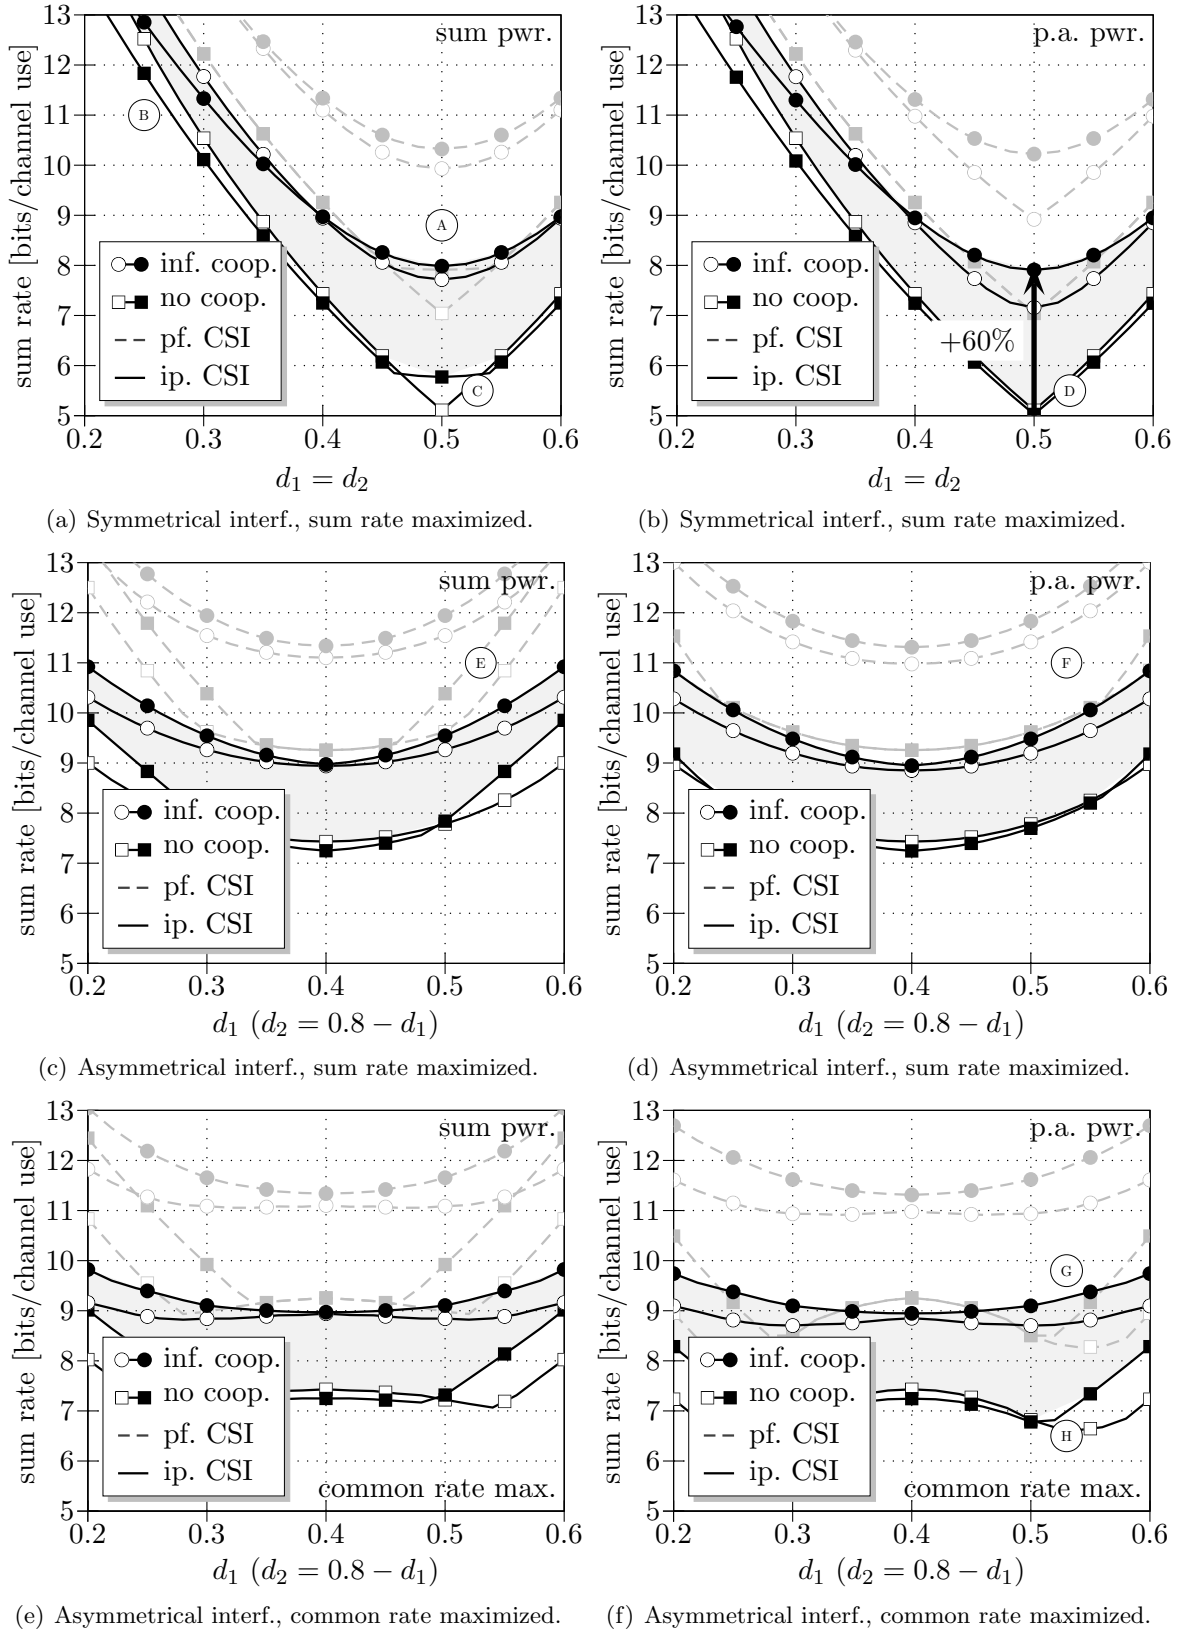 sum rate [bits/channel use]
13
12
11
10
9
8
7
6
5
sum pwr.
B
A
C
inf. coop.
no coop.
pf. CSI
ip. CSI
0.2 0.3 0.4 0.5 0.6
d1 = d2
(a) Symmetrical interf., sum rate maximized.
sum rate [bits/channel use]
13
12
11
10
9
8
7
6
5
p.a. pwr.
+60%
D
inf. coop.
no coop.
pf. CSI
ip. CSI
0.2 0.3 0.4 0.5 0.6
d1 = d2
(b) Symmetrical interf., sum rate maximized.
sum rate [bits/channel use]
13
12
11
10
9
8
7
6
5
sum pwr.
E
inf. coop.
no coop.
pf. CSI
ip. CSI
0.2 0.3 0.4 0.5 0.6
d1 (d2 = 0.8 − d1)
(c) Asymmetrical interf., sum rate maximized.
sum rate [bits/channel use]
13
12
11
10
9
8
7
6
5
p.a. pwr.
F
inf. coop.
no coop.
pf. CSI
ip. CSI
0.2 0.3 0.4 0.5 0.6
d1 (d2 = 0.8 − d1)
(d) Asymmetrical interf., sum rate maximized.
sum rate [bits/channel use]
13
12
11
10
9
8
7
6
5
sum pwr.
inf. coop.
no coop.
pf. CSI
ip. CSI
common rate max.
0.2 0.3 0.4 0.5 0.6
d1 (d2 = 0.8 − d1)
(e) Asymmetrical interf., common rate maximized.
sum rate [bits/channel use]
13
12
11
10
9
8
7
6
5
p.a. pwr.
G
H
inf. coop.
no coop.
pf. CSI
ip. CSI
common rate max.
0.2 0.3 0.4 0.5 0.6
d1 (d2 = 0.8 − d1)
(f) Asymmetrical interf., common rate maximized.